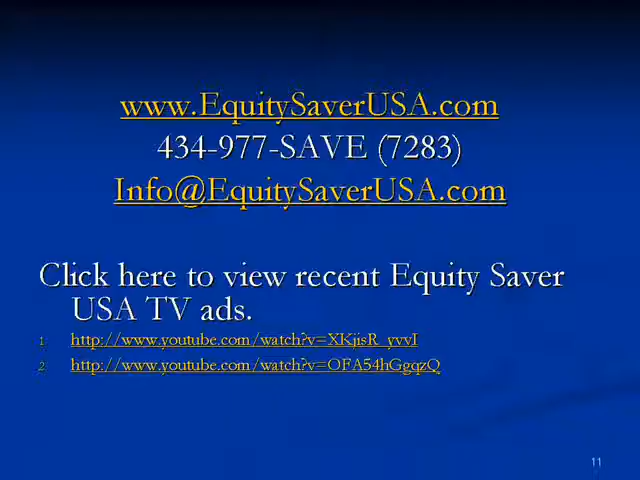 www.EquitySaverUSA.com
434-977-SAVE (7283)
Info@EquitySaverUSA.com
Click here to view recent Equity Saver
USA TV ads.
1. http://www.youtube.com/watch?v=XKjisR_yvvI
2. http://www.youtube.com/watch?v=OFA54hGgqzQ
11